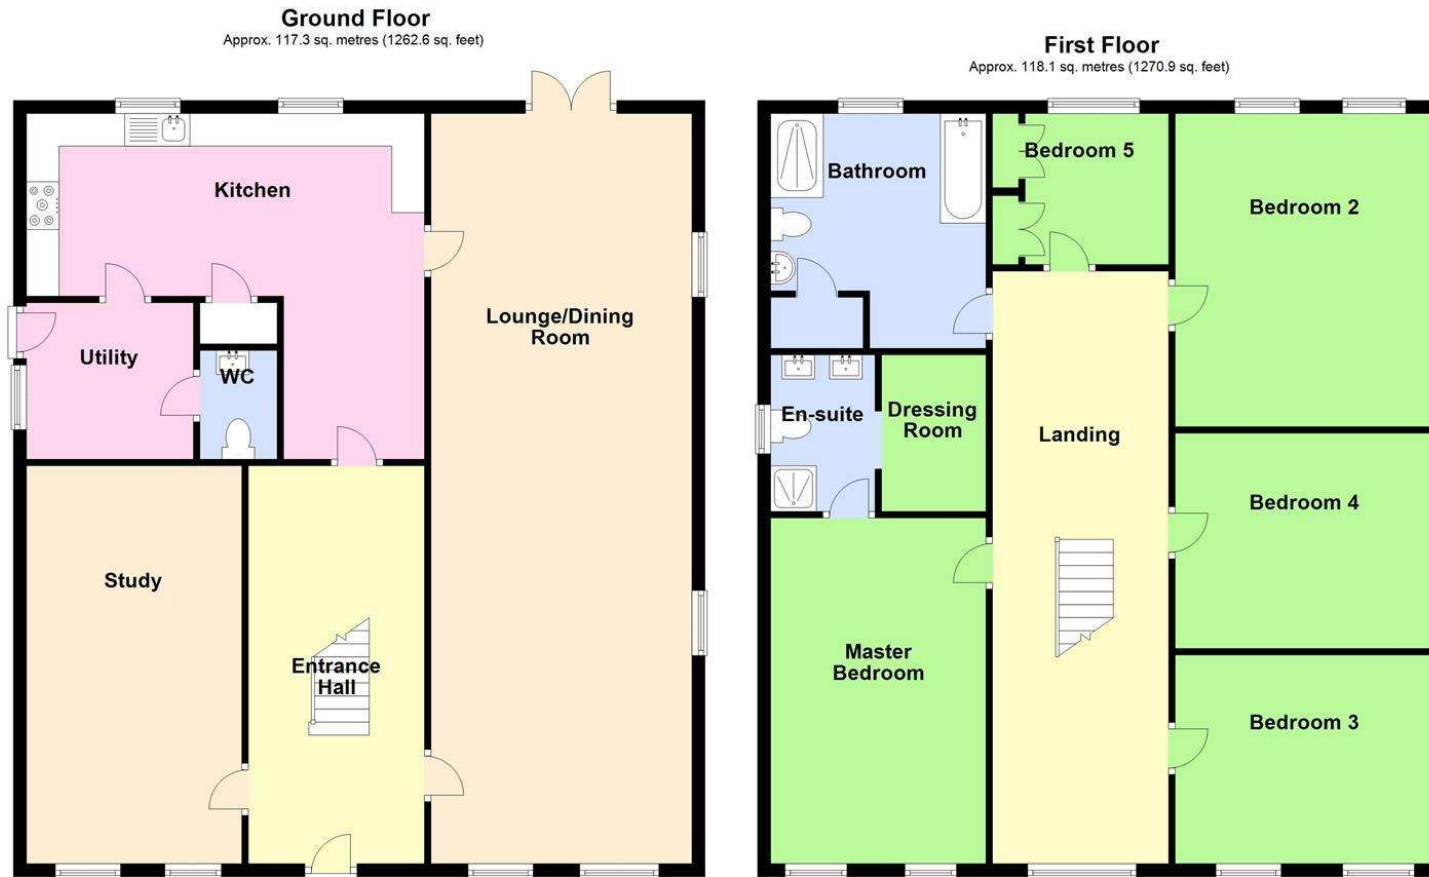 Ground Floor
Approx. 117.3 sq. metres (1262.6 sq. feet)
Kitchen
Lounge/Dining
Room
Utility
WC
Study
Entrance
Hall
First Floor
Approx. 118.1 sq. metres (1270.9 sq. feet)
Bedroom 5
Bathroom
Bedroom 2
En-suite
Dressing
Room
Landing
Bedroom 4
Master
Bedroom
Bedroom 3